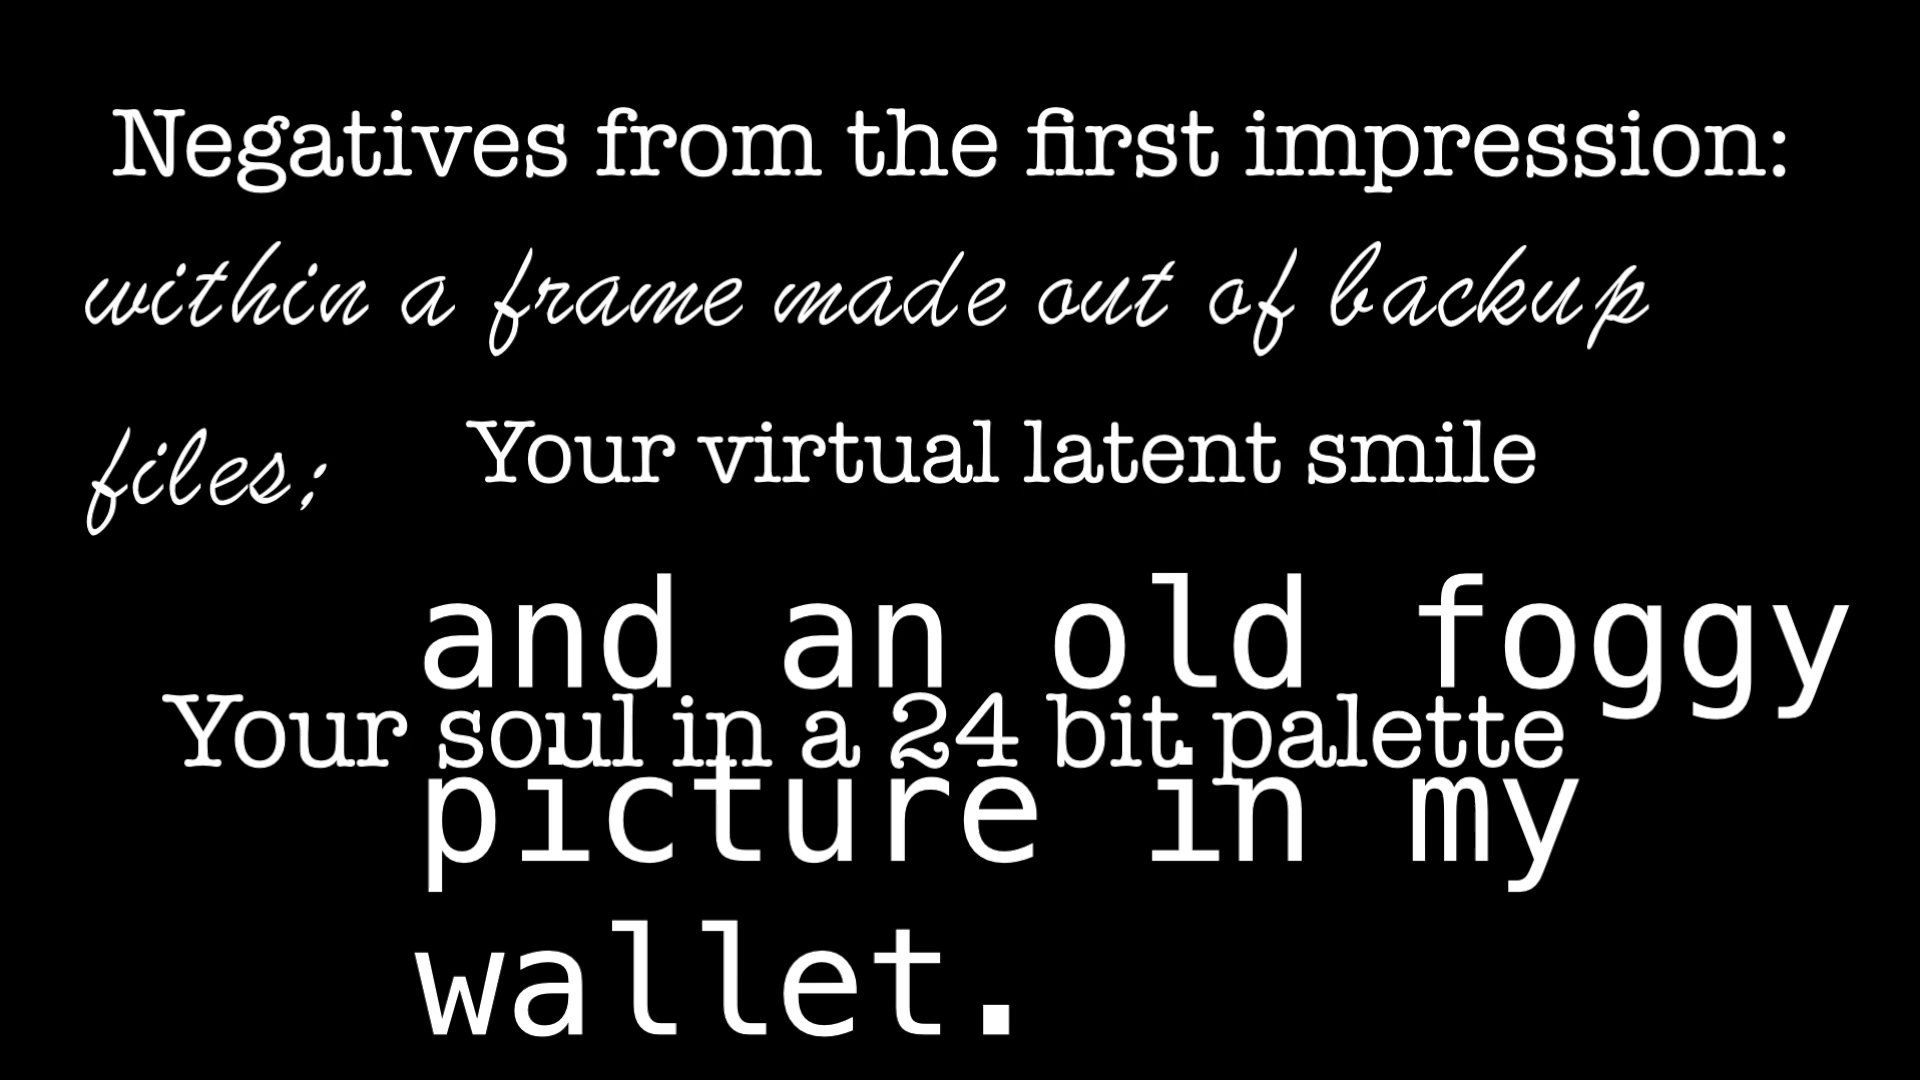 Negatives from the first impression:
within a frame made out of backup
files;
Your virtual latent smile
and an old foggy
Your soul in a 24 bit palette
picture in my
wallet.